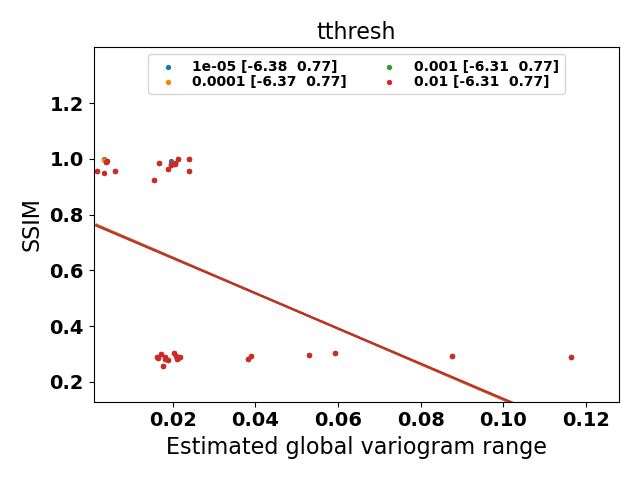 tthresh
1e-05 [-6.38  0.77]
0.0001 [-6.37  0.77]
0.001 [-6.31  0.77]
0.01 [-6.31  0.77]
SSIM
1.2
1.0
0.8
0.6
0.4
0.2
0.02 0.04 0.06 0.08 0.10 0.12
Estimated global variogram range